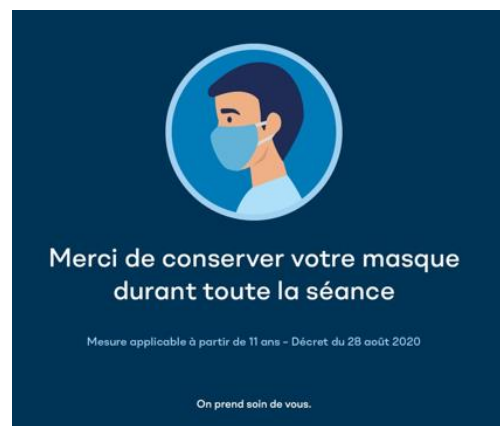 Merci de conserver votre masque
durant toute la séance
Mesure applicable à partir de 11 ans – Décret du 28 août 2020
On prend soin de vous.